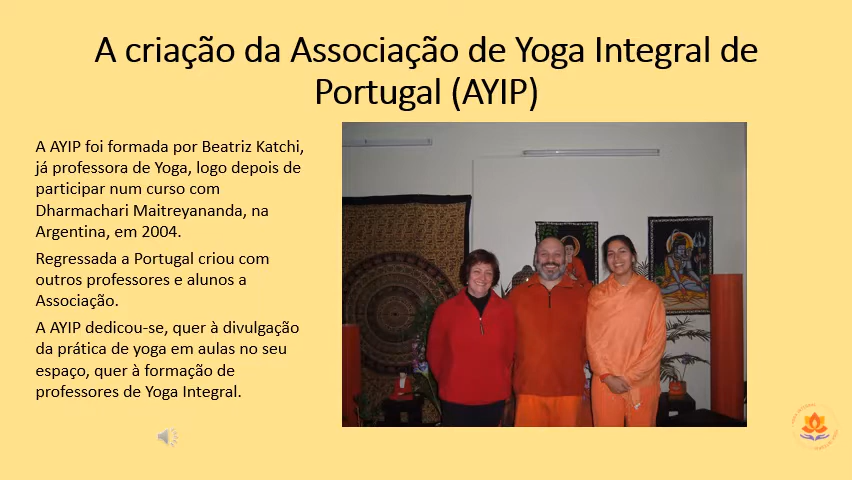 A criação da Associação de Yoga Integral de
Portugal (AYIP)
A AYIP foi formada por Beatriz Katchi,
já professora de Yoga, logo depois de
participar num curso com
Dharmachari Maitreyananda, na
Argentina, em 2004.
Regressada a Portugal criou com
outros professores e alunos a
Associação.
A AYIP dedicou-se, quer à divulgação
da prática de yoga em aulas no seu
espaço, quer à formação de
professores de Yoga Integral.